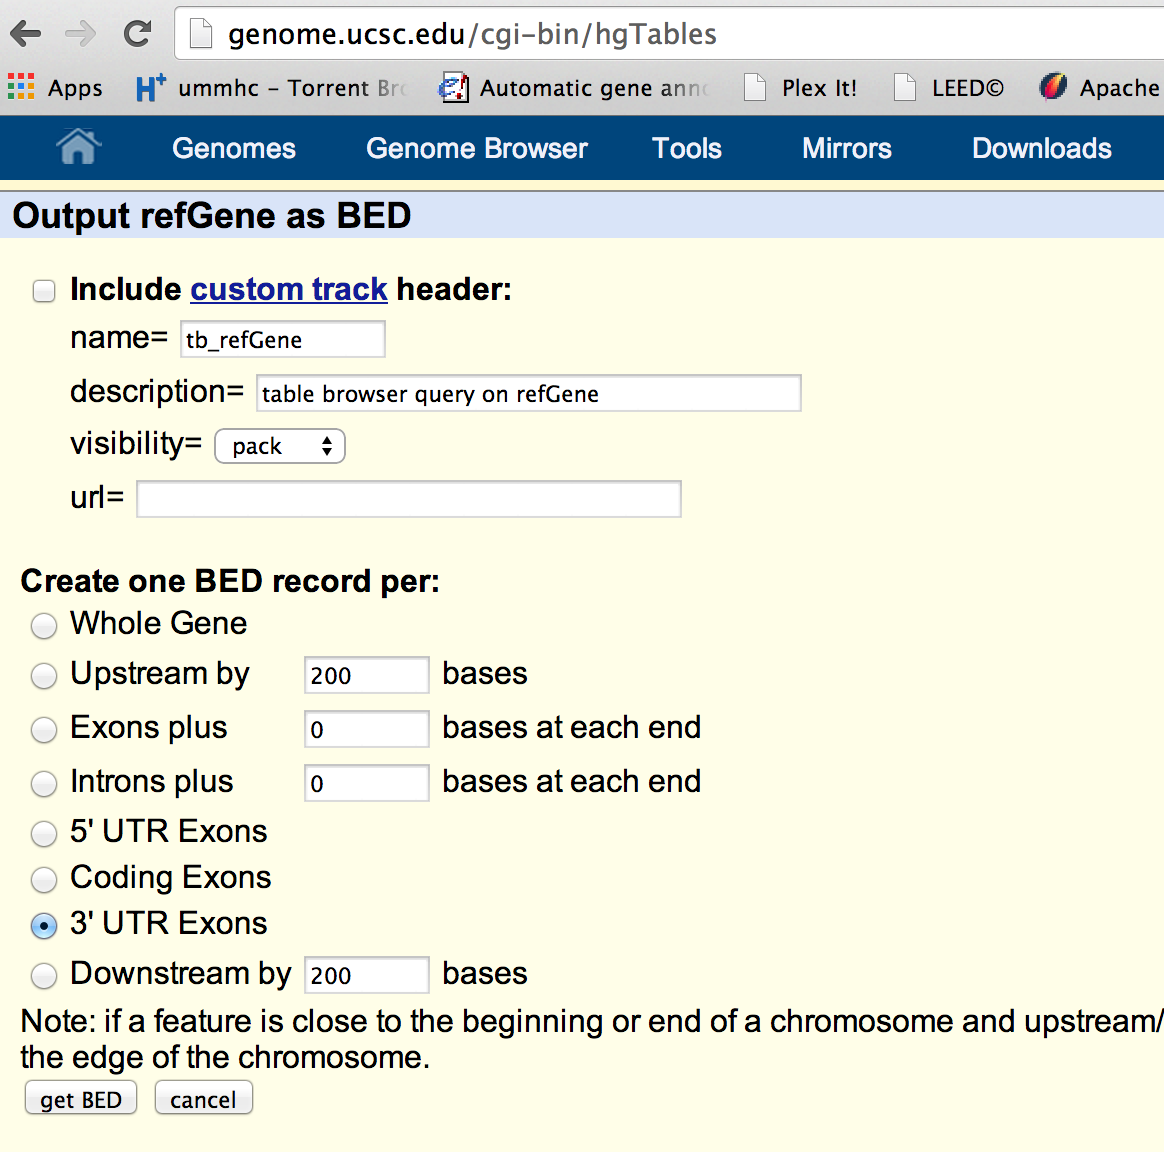 genome.ucsc.edu/cgi-bin/hgTables
Apps H+ ummhc - Torrent Br Automatic gene ann Plex It! LEED© Apache
Genomes Genome Browser Tools Mirrors Downloads
Output refGene as BED
Include custom track header:
name= tb_refGene
description= table browser query on refGene
visibility= pack
url=
Create one BED record per:
Whole Gene
Upstream by 200 bases
Exons plus 0 bases at each end
Introns plus 0 bases at each end
5' UTR Exons
Coding Exons
3' UTR Exons
Downstream by 200 bases
Note: if a feature is close to the beginning or end of a chromosome and upstream/
the edge of the chromosome.
get BED cancel